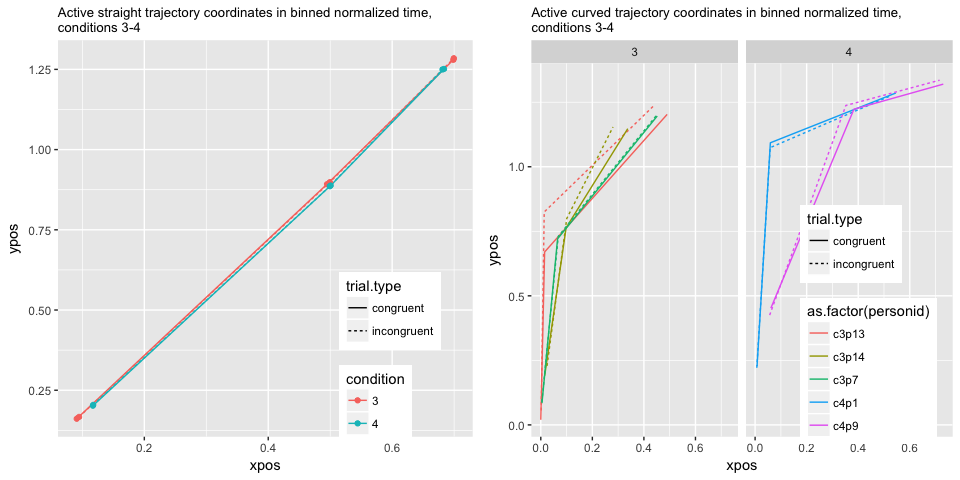 Active straight trajectory coordinates in binned normalized time,
conditions 3-4
1.25
1.00
0.75
0.50
0.25
ypos
0.2
0.4
0.6
xpos
trial.type
congruent
incongruent
condition
3
4
Active curved trajectory coordinates in binned normalized time,
conditions 3-4
3
4
1.0
0.5
0.0
ypos
0.0
0.2
0.4
0.6
0.0
0.2
0.4
0.6
xpos
trial.type
congruent
incongruent
as.factor(personid)
c3p13
c3p14
c3p7
c4p1
c4p9